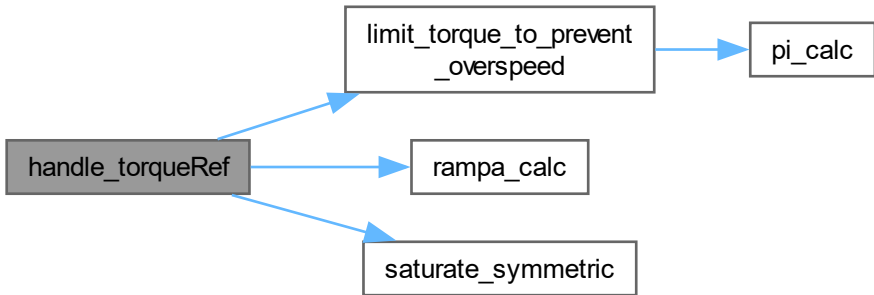 limit_torque_to_prevent
_overspeed
pi_calc
handle_torqueRef
rampa_calc
saturate_symmetric